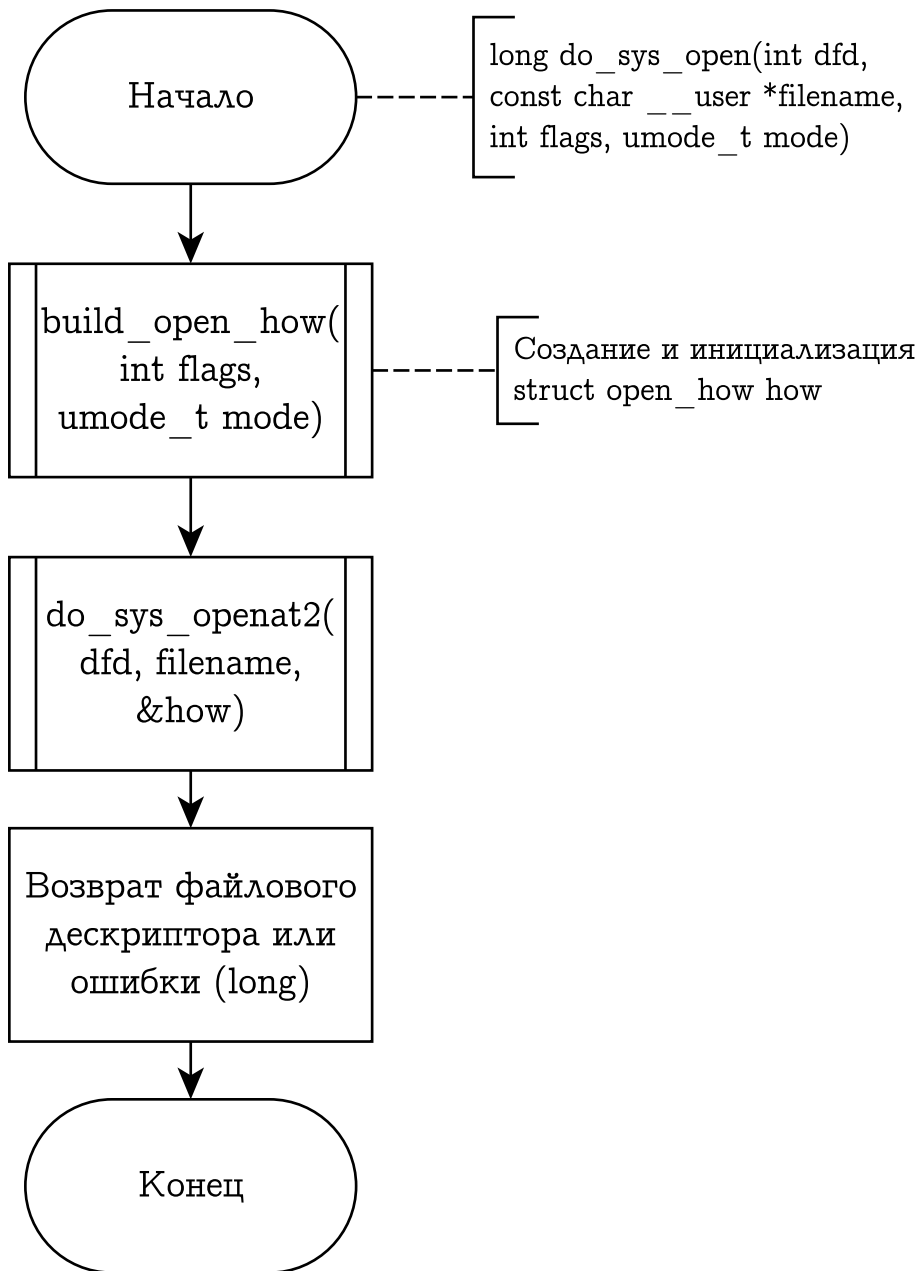 Начало
long do_sys_open(int dfd,
const char __user *filename,
int flags, umode_t mode)
build_open_how(
int flags,
umode_t mode)
Создание и инициализация
struct open_how how
do_sys_openat2(
dfd, filename,
&how)
Возврат файлового
дескриптора или
ошибки (long)
Конец